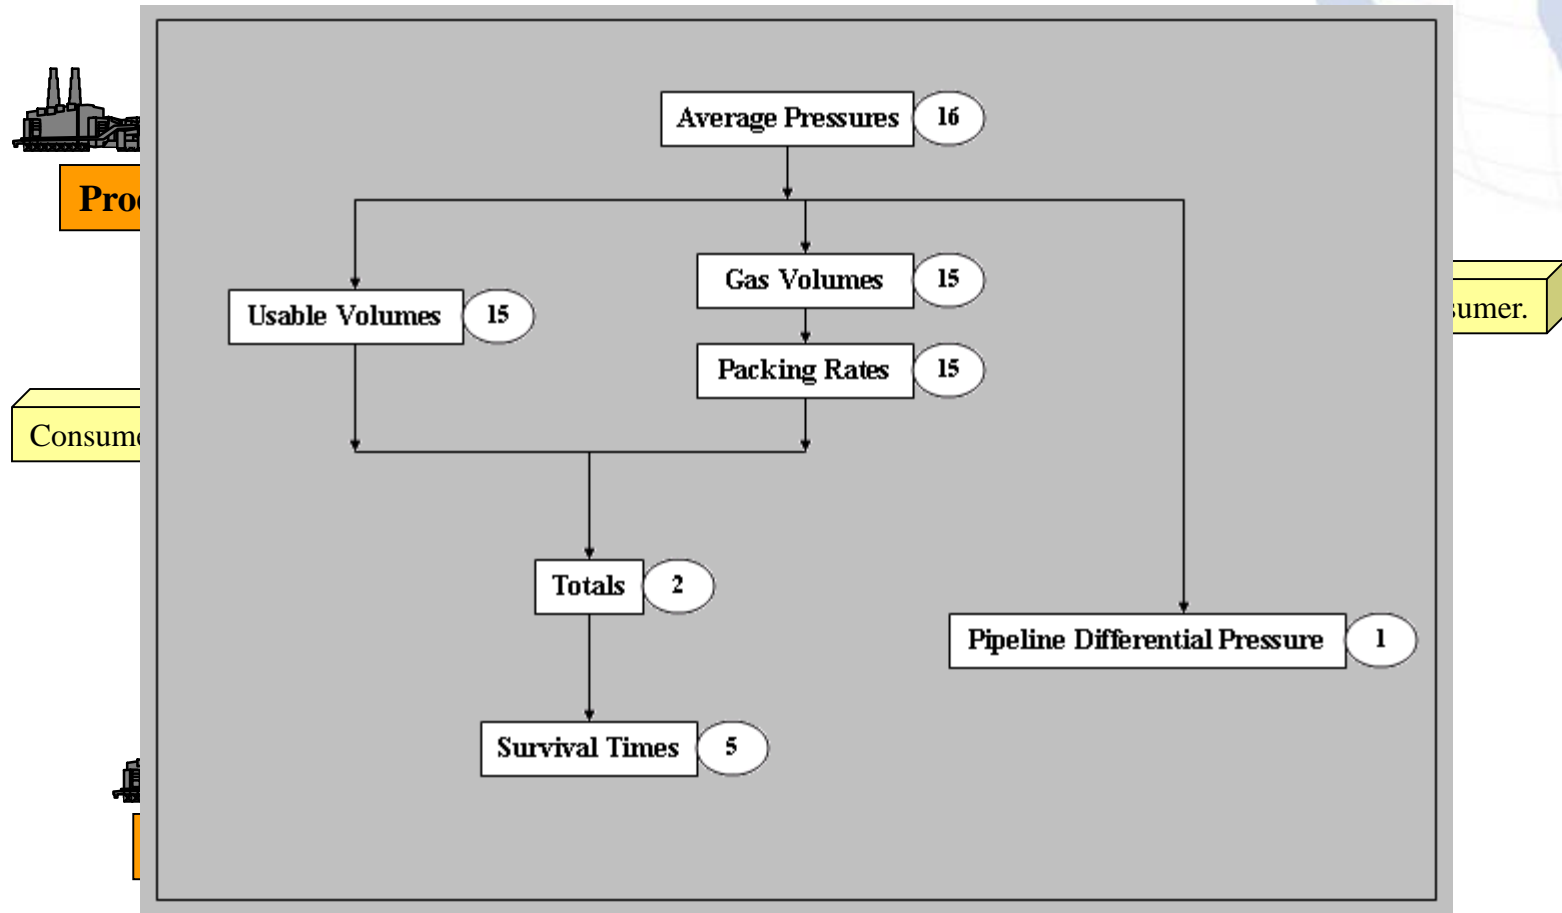 Average Pressures 16
Gas Volumes 15
Usable Volumes 15
Packing Rates 15
Totals 2
Pipeline Differential Pressure 1
Survival Times 5